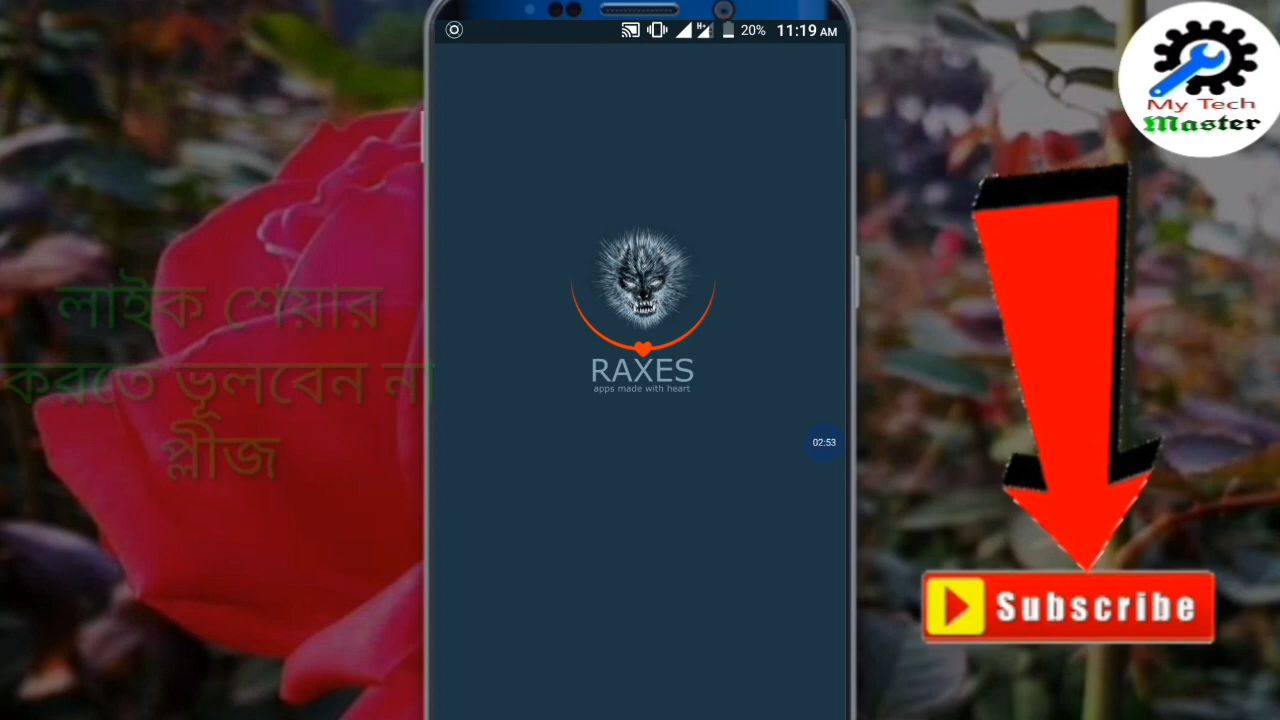 H+ 20% 11:19 AM
My Tech
Master
লাইক শেয়ার
করতে ভূলবেন না
প্লীজ
RAXES
apps made with heart
02:53
Subscribe